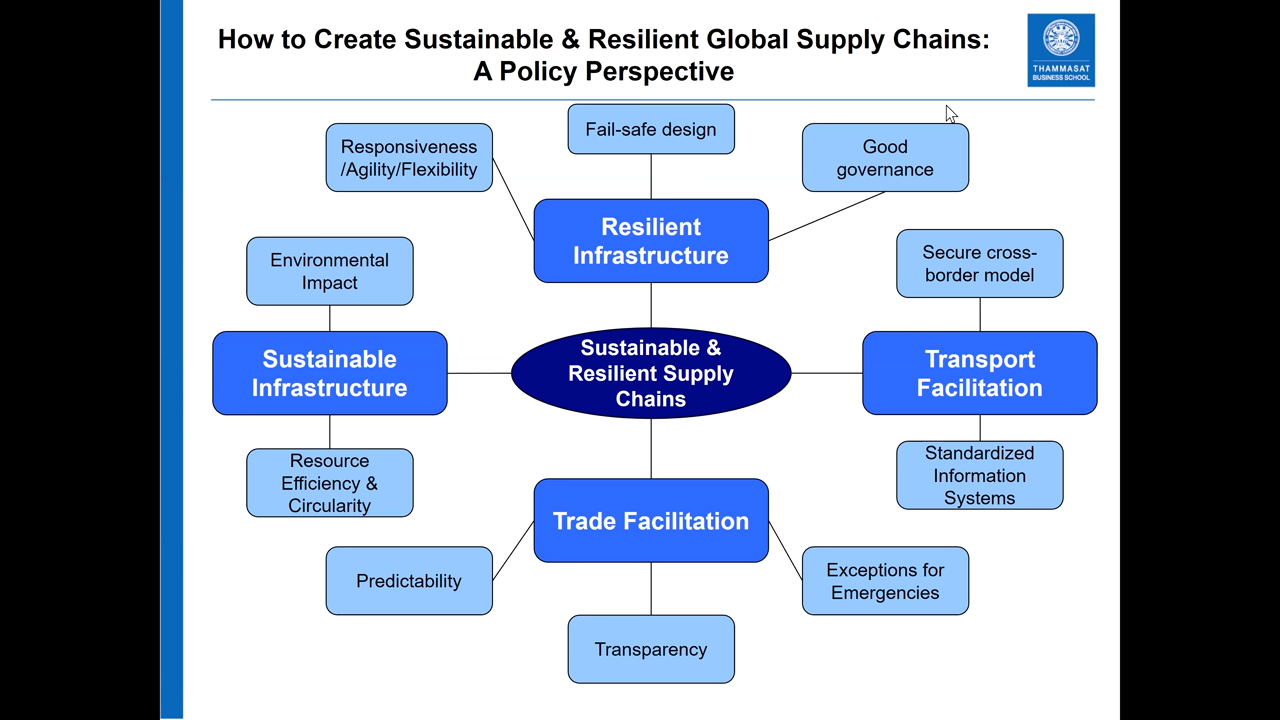 How to Create Sustainable & Resilient Global Supply Chains:
A Policy Perspective
THAMMASAT
BUSINESS SCHOOL
Fail-safe design
Responsiveness
/Agility/Flexibility
Good
governance
Resilient
Infrastructure
Environmental
Impact
Secure cross-
border model
Sustainable
Infrastructure
Sustainable &
Resilient Supply
Chains
Transport
Facilitation
Resource
Efficiency &
Circularity
Standardized
Information
Systems
Trade Facilitation
Predictability
Exceptions for
Emergencies
Transparency